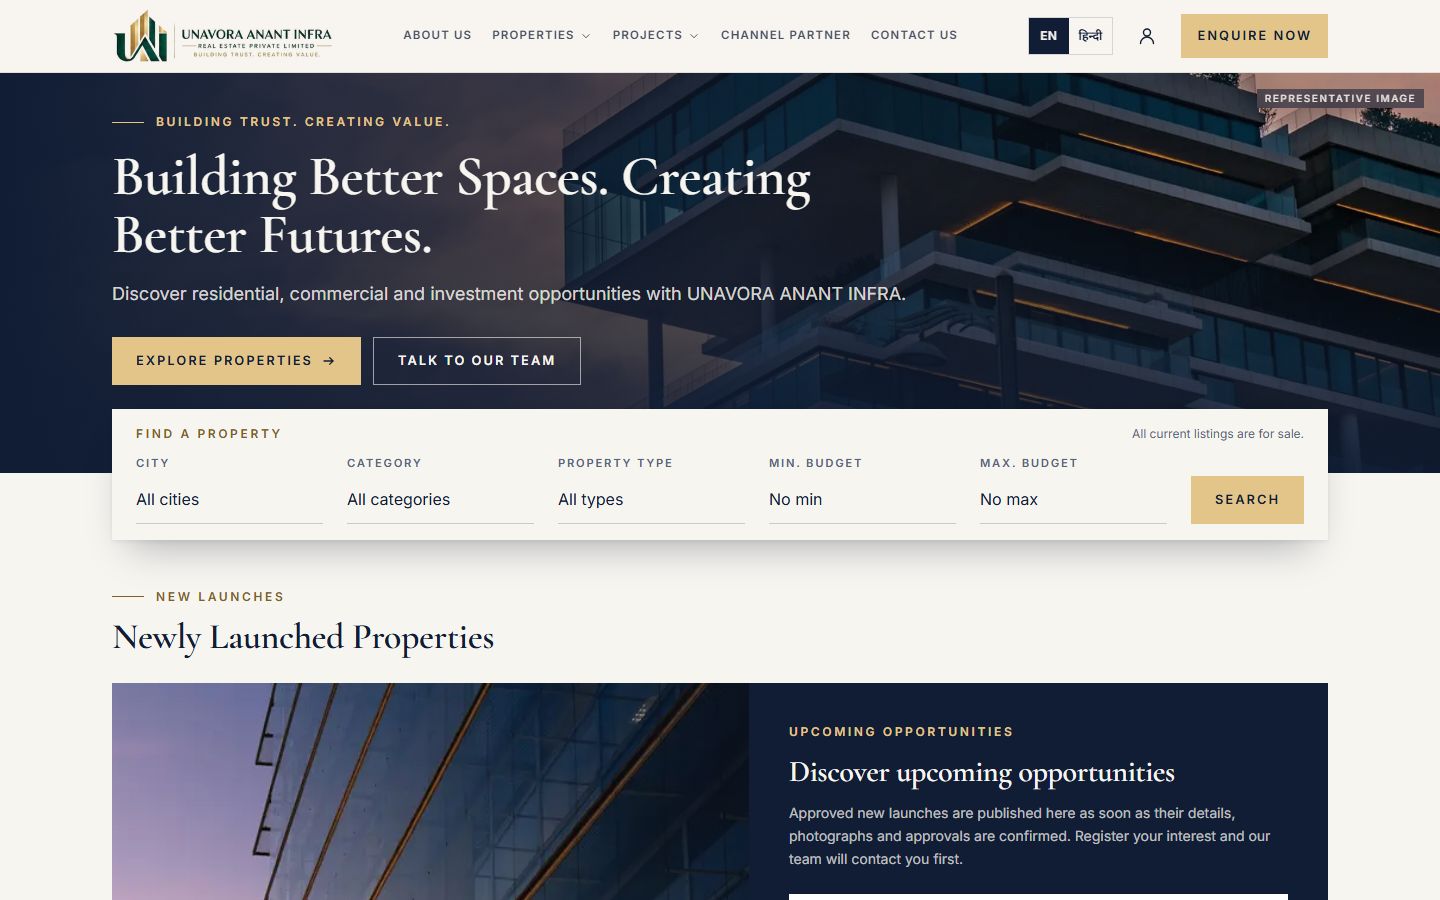 UNAVORA ANANT INFRA
REAL ESTATE PRIVATE LIMITED
BUILDING TRUST. CREATING VALUE.
ABOUT US
PROPERTIES
PROJECTS
CHANNEL PARTNER
CONTACT US
EN
हिन्दी
ENQUIRE NOW
REPRESENTATIVE IMAGE
BUILDING TRUST. CREATING VALUE.
Building Better Spaces. Creating
Better Futures.
Discover residential, commercial and investment opportunities with UNAVORA ANANT INFRA.
EXPLORE PROPERTIES →
TALK TO OUR TEAM
FIND A PROPERTY
All current listings are for sale.
CITY
CATEGORY
PROPERTY TYPE
MIN. BUDGET
MAX. BUDGET
All cities
All categories
All types
No min
No max
SEARCH
NEW LAUNCHES
Newly Launched Properties
UPCOMING OPPORTUNITIES
Discover upcoming opportunities
Approved new launches are published here as soon as their details,
photographs and approvals are confirmed. Register your interest and our
team will contact you first.